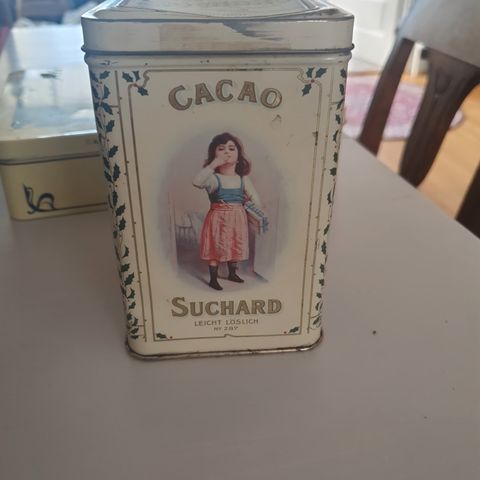 CACAO
SUCHARD
LEICHT LÖSLICH
Nº 287